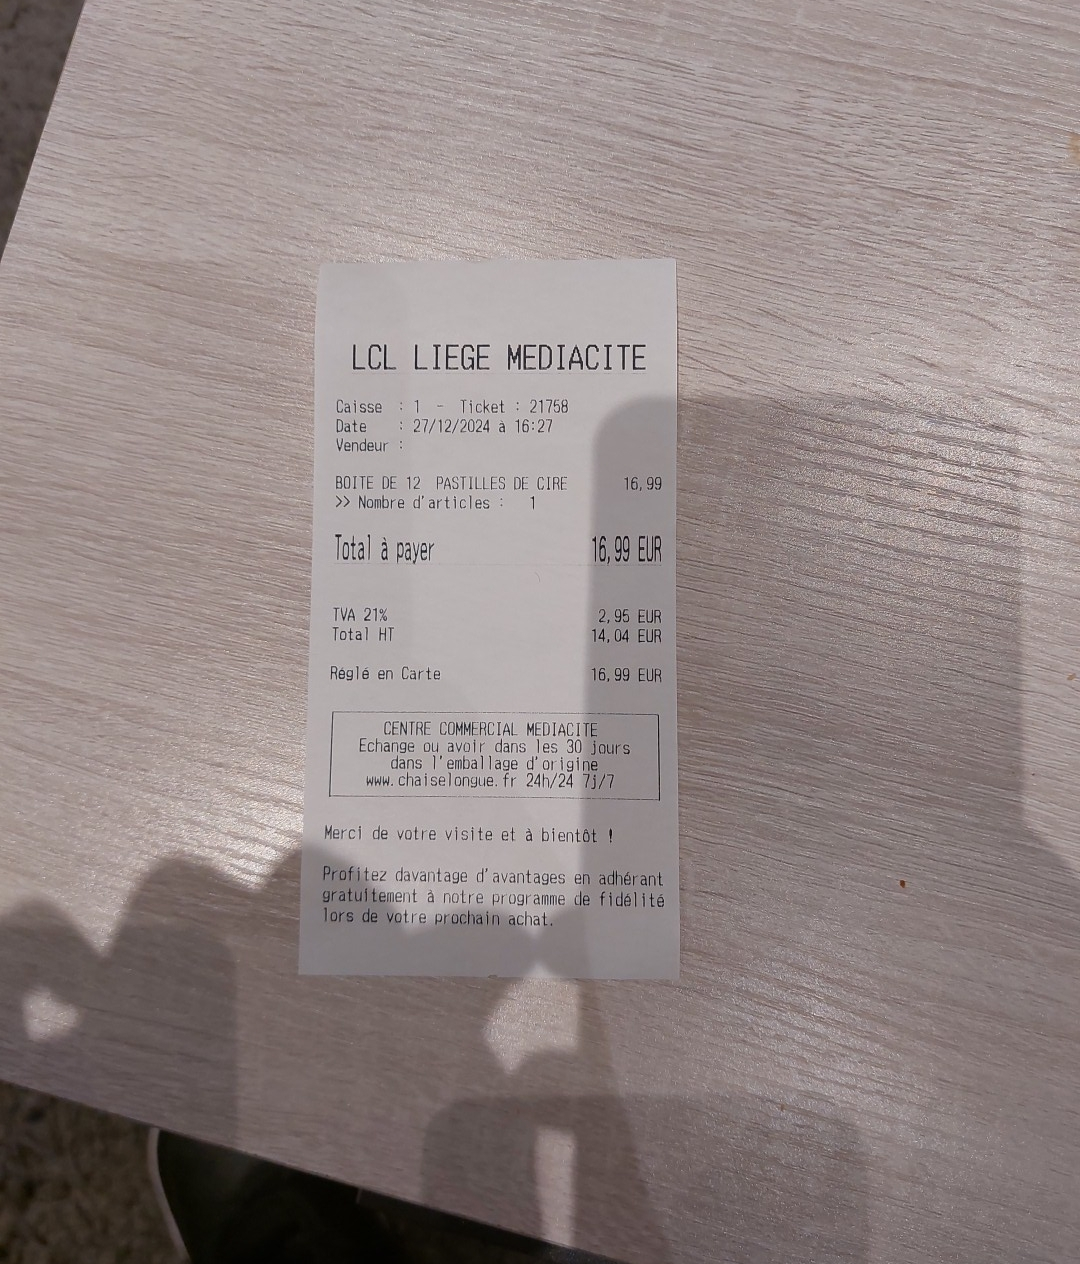 LCL LIEGE MEDIACITE
Caisse : 1 - Ticket : 21758
Date : 27/12/2024 à 16:27
Vendeur :
BOITE DE 12 PASTILLES DE CIRE 16,99
>> Nombre d'articles : 1
Total à payer 16,99 EUR
TVA 21% 2,95 EUR
Total HT 14,04 EUR
Réglé en Carte 16,99 EUR
CENTRE COMMERCIAL MEDIACITE
Echange ou avoir dans les 30 jours
dans l'emballage d'origine
www.chaiselongue.fr 24h/24 7j/7
Merci de votre visite et à bientôt !
Profitez davantage d'avantages en adhérant
gratuitement à notre programme de fidélité
lors de votre prochain achat.